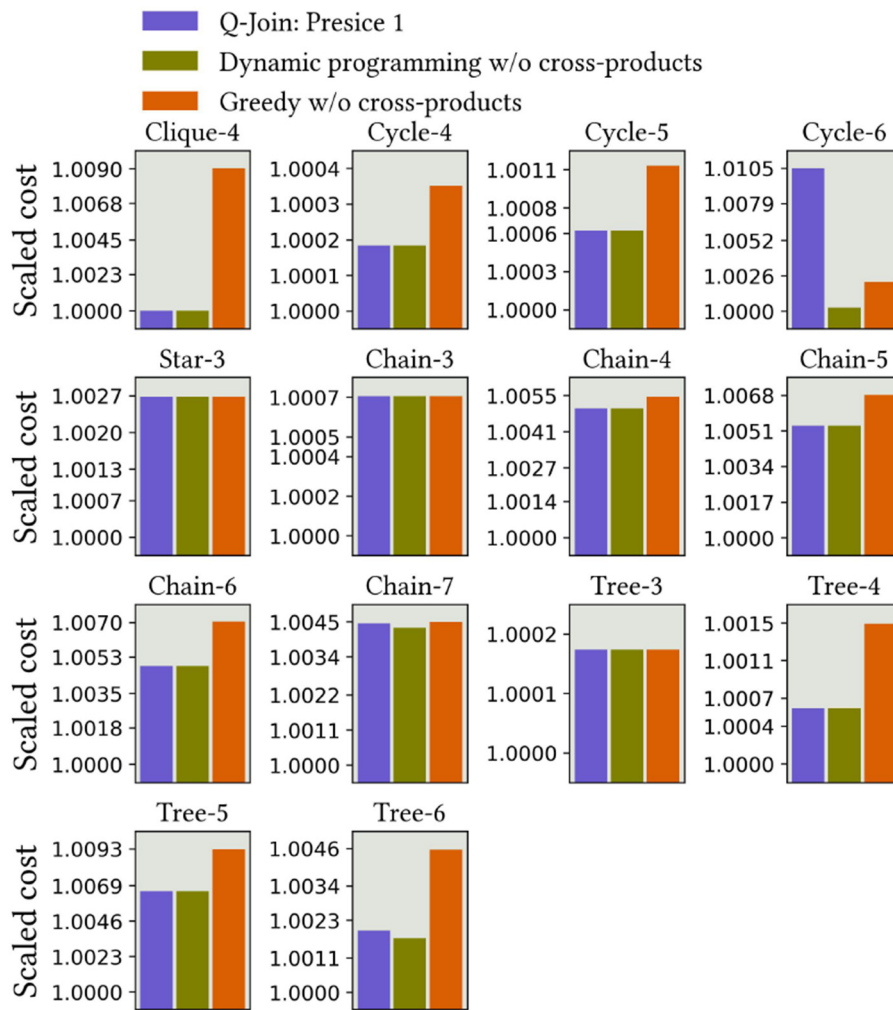 Q-Join: Presice 1
Dynamic programming w/o cross-products
Greedy w/o cross-products
Clique-4 Cycle-4 Cycle-5 Cycle-6
Scaled cost
1.0090 1.0004 1.0011 1.0105
1.0068 1.0003 1.0008 1.0079
1.0045 1.0002 1.0006 1.0052
1.0023 1.0001 1.0003 1.0026
1.0000 1.0000 1.0000 1.0000
Star-3 Chain-3 Chain-4 Chain-5
Scaled cost
1.0027 1.0007 1.0055 1.0068
1.0020 1.0005 1.0041 1.0051
1.0013 1.0004 1.0027 1.0034
1.0007 1.0002 1.0014 1.0017
1.0000 1.0000 1.0000 1.0000
Chain-6 Chain-7 Tree-3 Tree-4
Scaled cost
1.0070 1.0045 1.0002 1.0015
1.0053 1.0034 1.0001 1.0011
1.0035 1.0022 1.0000 1.0007
1.0018 1.0011 1.0004
1.0000 1.0000 1.0000
Tree-5 Tree-6
Scaled cost
1.0093 1.0046
1.0069 1.0034
1.0046 1.0023
1.0023 1.0011
1.0000 1.0000